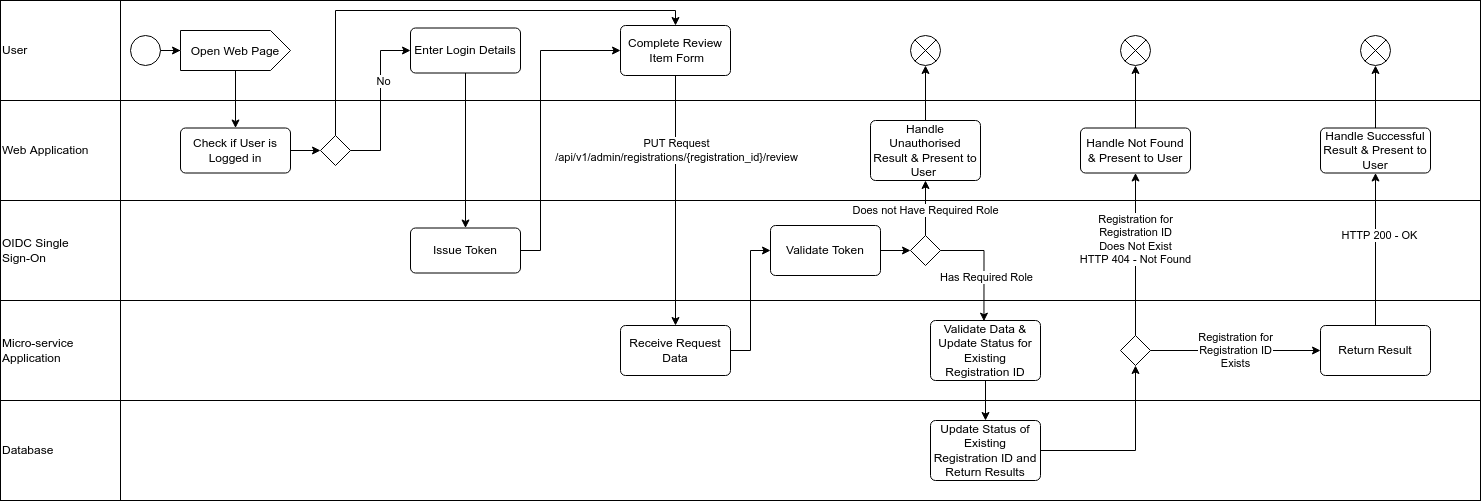 User
Open Web Page
Enter Login Details
Complete Review
Item Form
No
Web Application
Check if User is
Logged in
PUT Request
/api/v1/admin/registrations/{registration_id}/review
Handle
Unauthorised
Result & Present to
User
Handle Not Found
& Present to User
Handle Successful
Result & Present to
User
OIDC Single
Sign-On
Issue Token
Validate Token
Does not Have Required Role
Has Required Role
Registration for
Registration ID
Does Not Exist
HTTP 404 - Not Found
HTTP 200 - OK
Micro-service
Application
Receive Request
Data
Validate Data &
Update Status for
Existing
Registration ID
Registration for
Registration ID
Exists
Return Result
Database
Update Status of
Existing
Registration ID and
Return Results